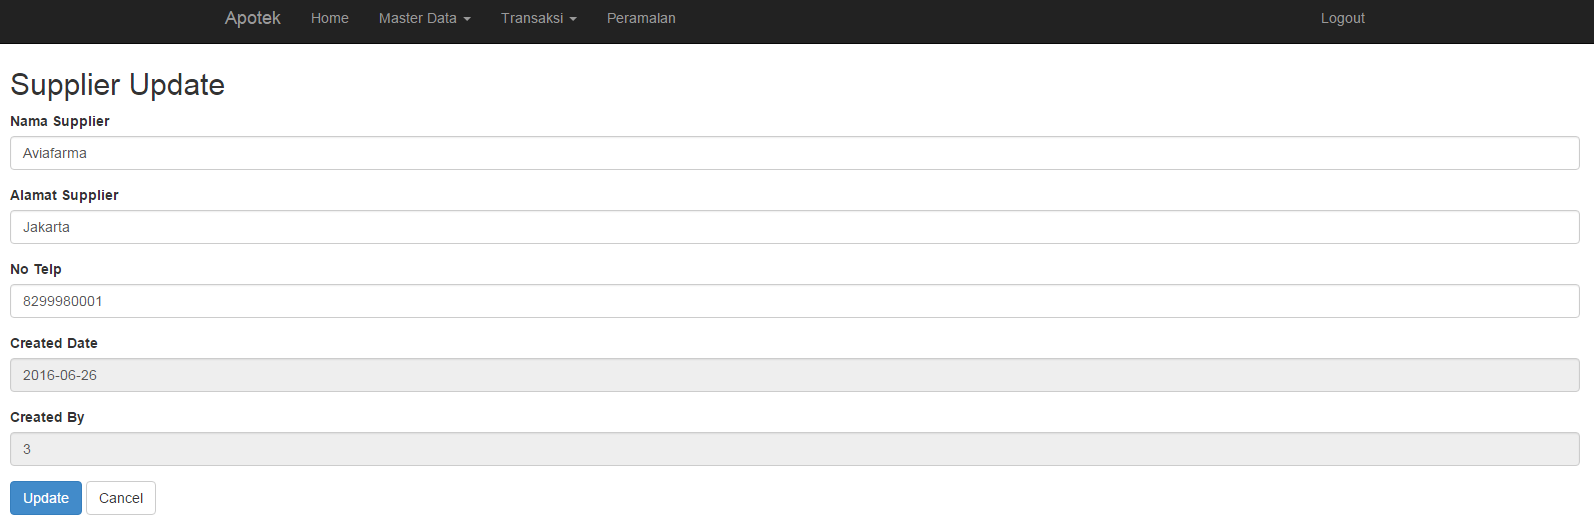 Apotek Home Master Data Transaksi Peramalan Logout
Supplier Update
Nama Supplier
Aviafarma
Alamat Supplier
Jakarta
No Telp
8299980001
Created Date
2016-06-26
Created By
3
Update Cancel